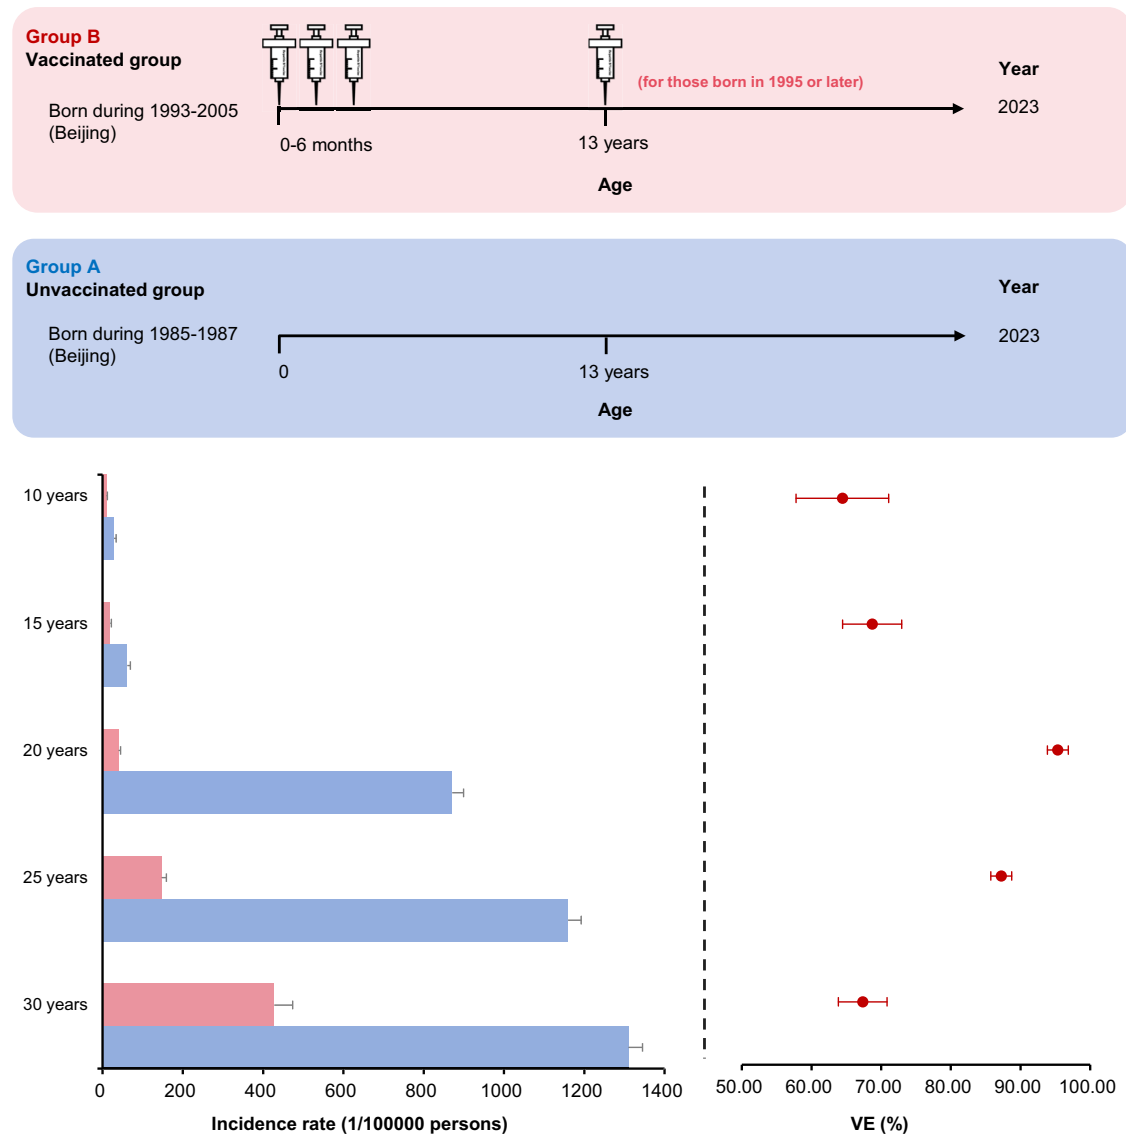 Group B
Vaccinated group
Born during 1993-2005
(Beijing)
(for those born in 1995 or later)
Year
2023
0-6 months
13 years
Age
Group A
Unvaccinated group
Born during 1985-1987
(Beijing)
Year
2023
0
13 years
Age
10 years
15 years
20 years
25 years
30 years
0 200 400 600 800 1000 1200 1400
Incidence rate (1/100000 persons)
50.00 60.00 70.00 80.00 90.00 100.00
VE (%)